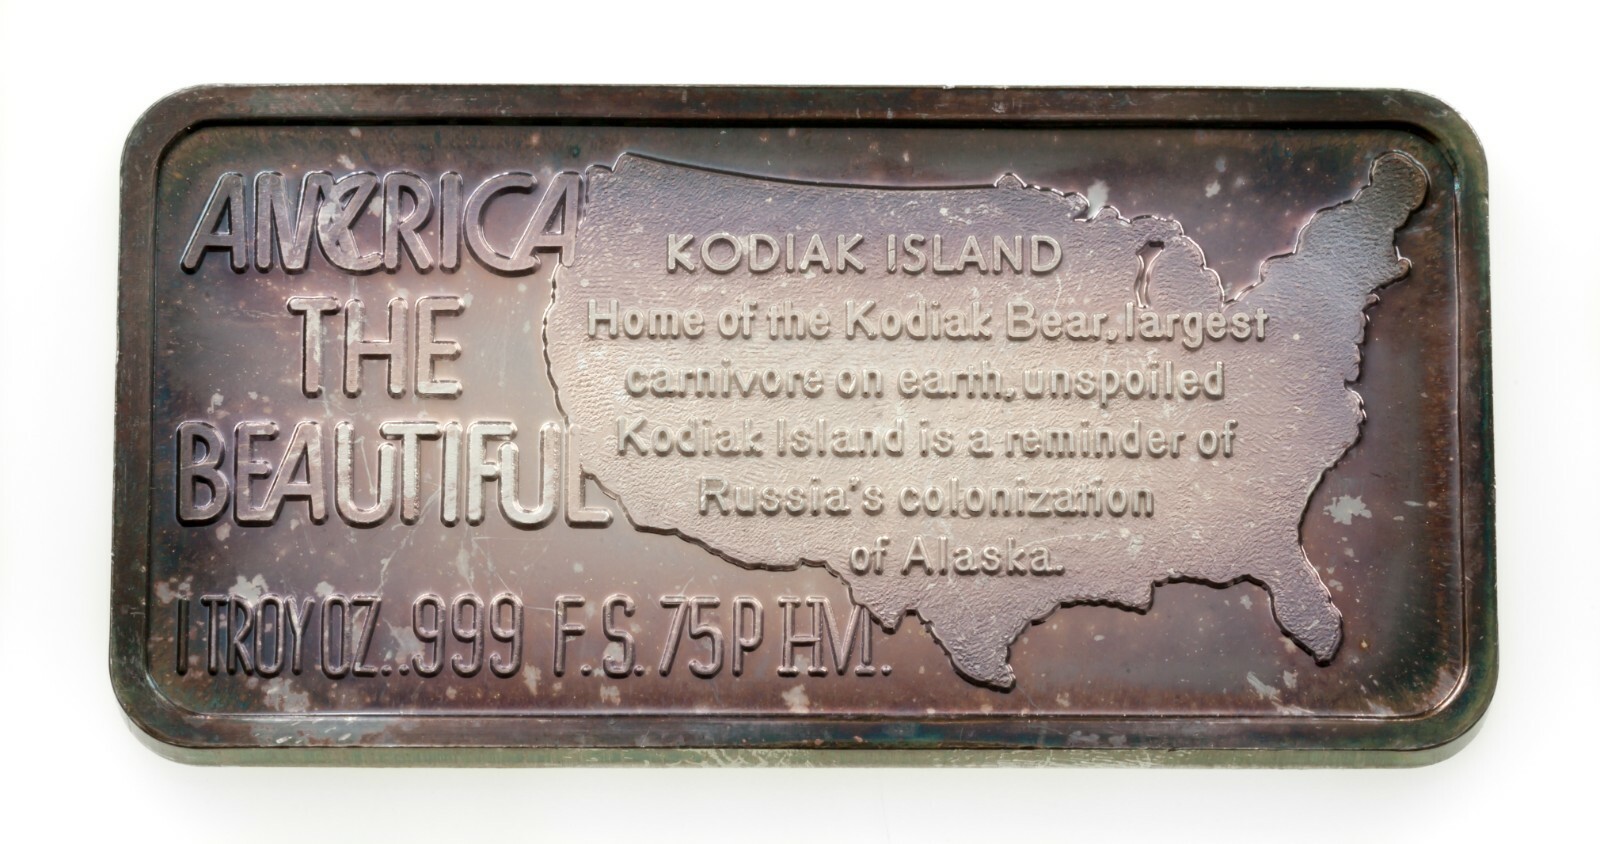 AMERICA
THE
BEAUTIFUL
KODIAK ISLAND
Home of the Kodiak Bear, largest
carnivore on earth, unspoiled
Kodiak Island is a reminder of
Russia's colonization
of Alaska.
1 TROY OZ. .999 F.S. 75P HM.